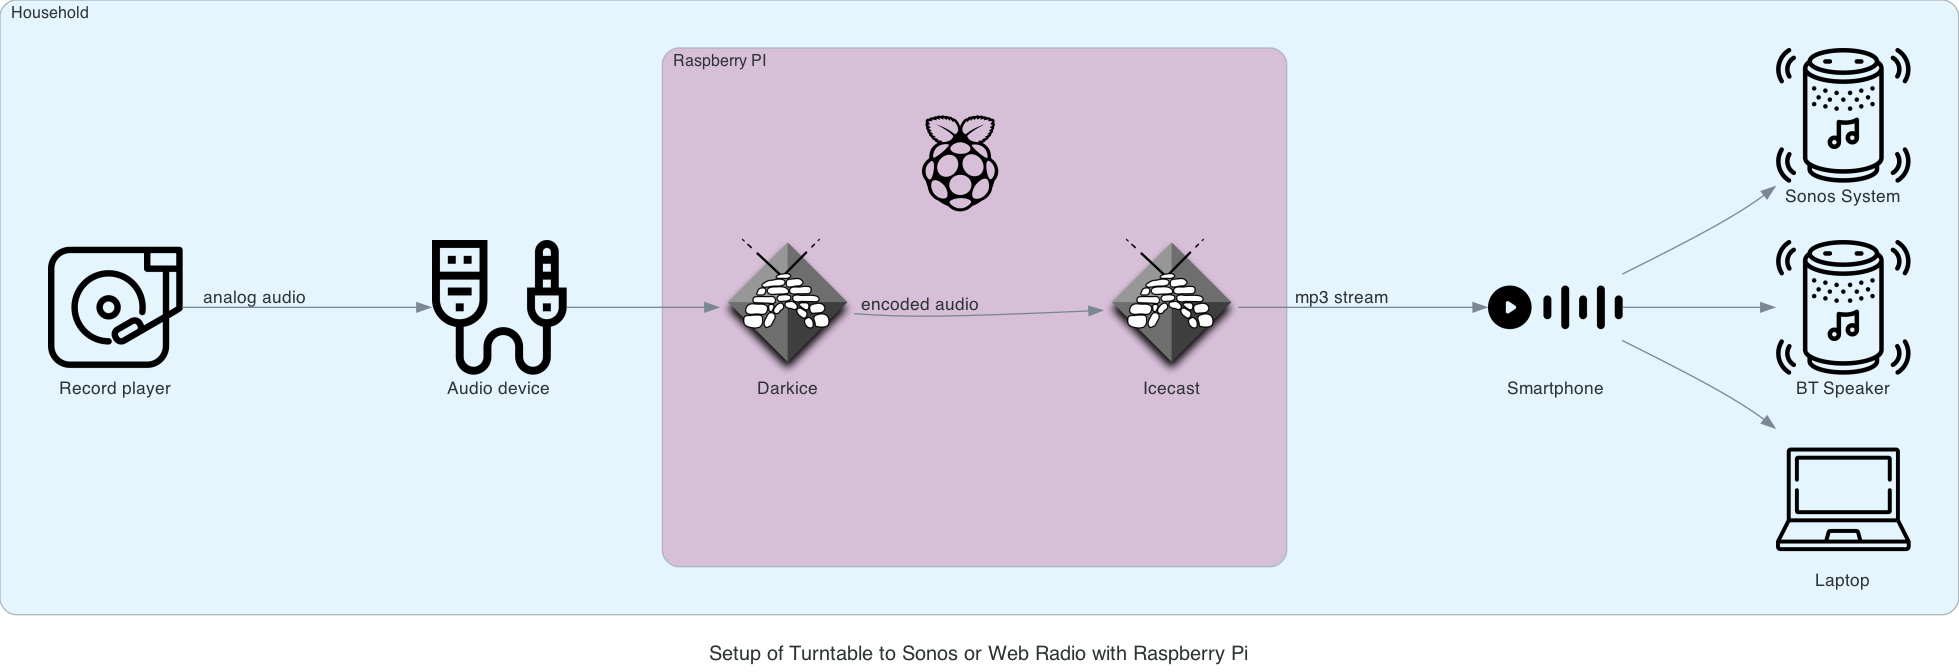 Household
Raspberry PI
Sonos System
analog audio
encoded audio
mp3 stream
Record player
Audio device
Darkice
Icecast
Smartphone
BT Speaker
Laptop
Setup of Turntable to Sonos or Web Radio with Raspberry Pi